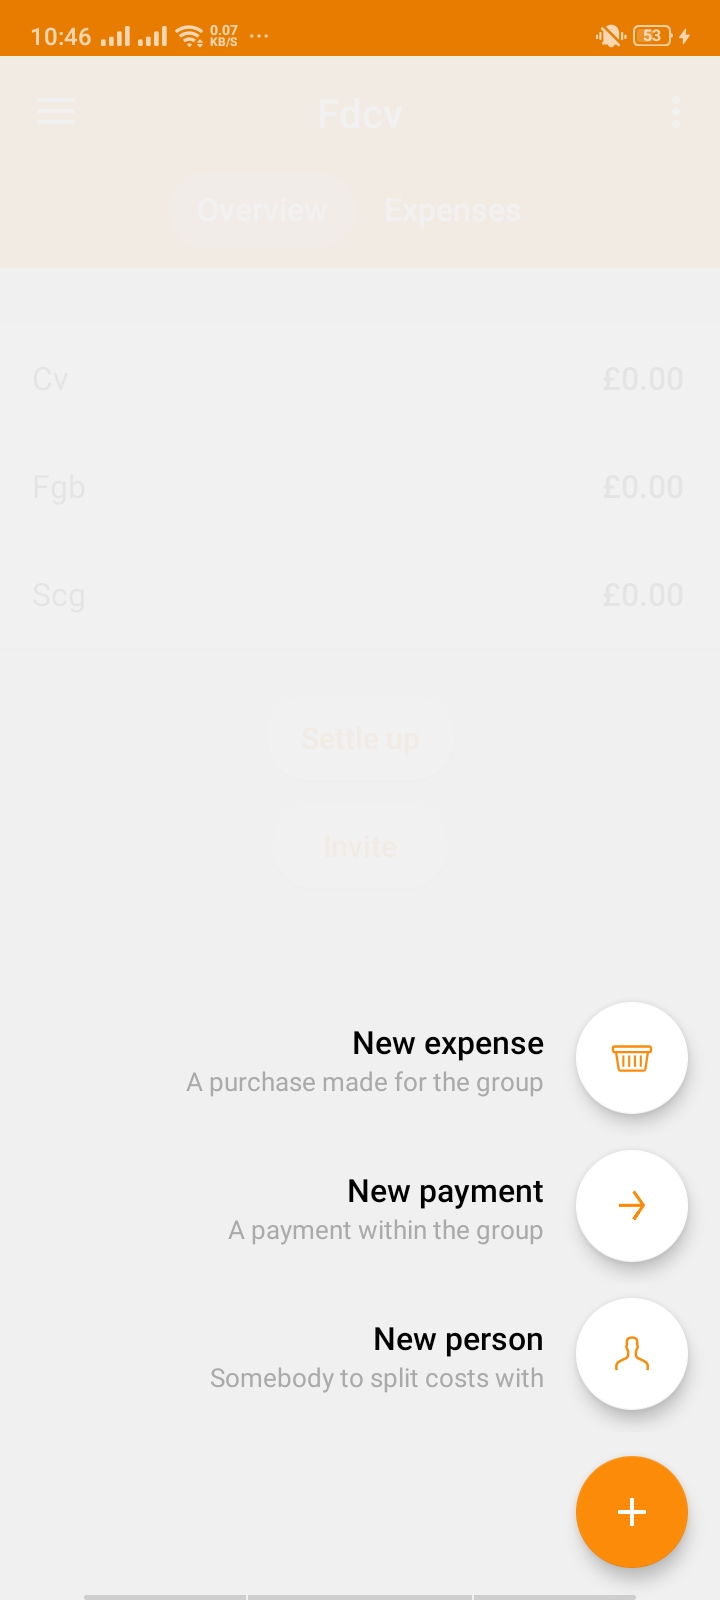 10:46 0.07 KB/S ... 53
Fdcv
Overview Expenses
Cv £0.00
Fgb £0.00
Scg £0.00
Settle up
Invite
New expense
A purchase made for the group
New payment
A payment within the group
New person
Somebody to split costs with